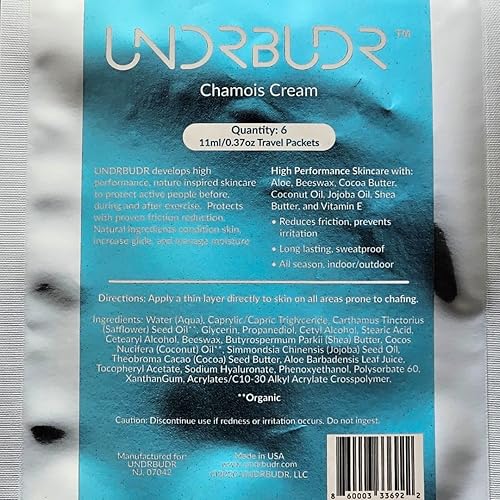 UNDRBUDR™
Chamois Cream
Quantity: 6
11ml/0.37oz Travel Packets
UNDRBUDR develops high
performance, nature inspired skincare
to protect active people before,
during and after exercise. Protects
with proven friction reduction.
Natural ingredients condition skin,
increase glide, and manage moisture
High Performance Skincare with:
Aloe, Beeswax, Cocoa Butter,
Coconut Oil, Jojoba Oil, Shea
Butter, and Vitamin E
• Reduces friction, prevents
irritation
• Long lasting, sweatproof
• All season, indoor/outdoor
Directions: Apply a thin layer directly to skin on all areas prone to chafing.
Ingredients: Water (Aqua), Caprylic/Capric Triglyceride, Carthamus Tinctorius
(Safflower) Seed Oil**, Glycerin, Propanediol, Cetyl Alcohol, Stearic Acid,
Cetearyl Alcohol, Beeswax, Butyrospermum Parkii (Shea) Butter, Cocos
Nucifera (Coconut) Oil**, Simmondsia Chinensis (Jojoba) Seed Oil,
Theobroma Cacao (Cocoa) Seed Butter, Aloe Barbadensis Leaf Juice,
Tocopheryl Acetate, Sodium Hyaluronate, Phenoxyethanol, Polysorbate 60,
XanthanGum, Acrylates/C10-30 Alkyl Acrylate Crosspolymer.
**Organic
Caution: Discontinue use if redness or irritation occurs. Do not ingest.
Manufactured for:
UNDRBUDR
NJ, 07042
Made in USA
www.undrbudr.com
UNDRBUDR, LLC
8 60003 33692 2